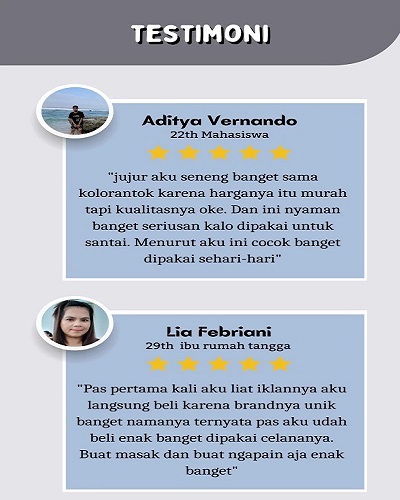 TESTIMONI
Aditya Vernando
22th Mahasiswa
"jujur aku seneng banget sama
kolorantok karena harganya itu murah
tapi kualitasnya oke. Dan ini nyaman
banget seriusan kalo dipakai untuk
santai. Menurut aku ini cocok banget
dipakai sehari-hari"
Lia Febriani
29th ibu rumah tangga
"Pas pertama kali aku liat iklannya aku
langsung beli karena brandnya unik
banget namanya ternyata pas aku udah
beli enak banget dipakai celananya.
Buat masak dan buat ngapain aja enak
banget"